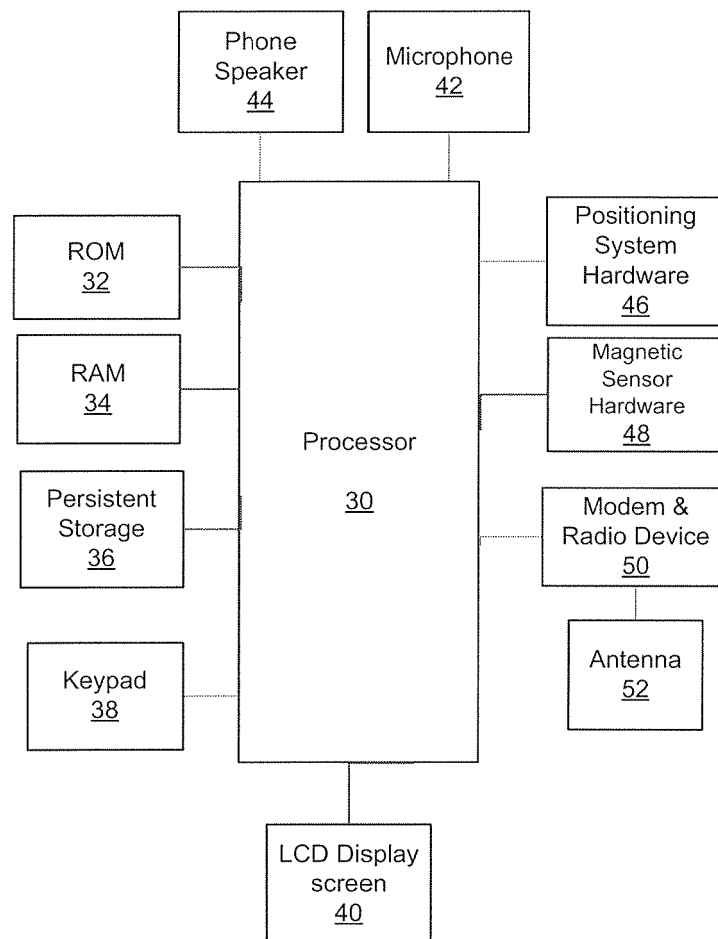 Phone
Speaker
44
Microphone
42
ROM
32
Positioning
System
Hardware
46
RAM
34
Magnetic
Sensor
Hardware
48
Processor
30
Persistent
Storage
36
Modem &
Radio Device
50
Keypad
38
Antenna
52
LCD Display
screen
40